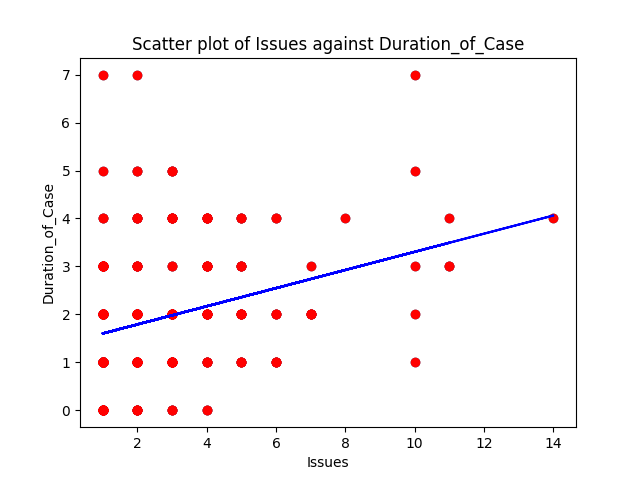 Scatter plot of Issues against Duration_of_Case
Duration_of_Case
7
6
5
4
3
2
1
0
2 4 6 8 10 12 14
Issues